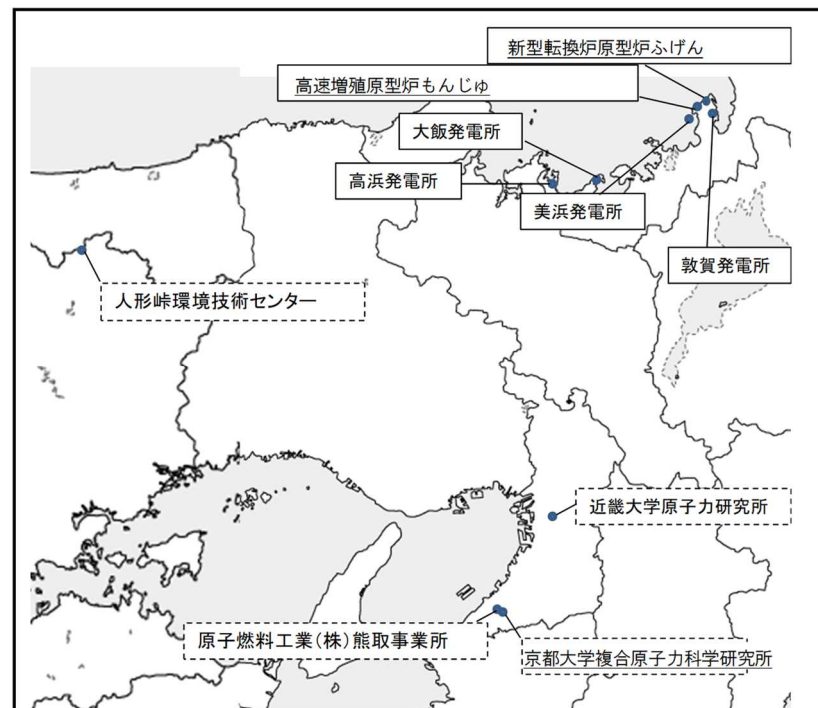 新型転換炉原型炉ふげん
高速増殖原型炉もんじゅ
大飯発電所
高浜発電所
美浜発電所
敦賀発電所
人形峠環境技術センター
近畿大学原子力研究所
原子燃料工業(株)熊取事業所
京都大学複合原子力科学研究所